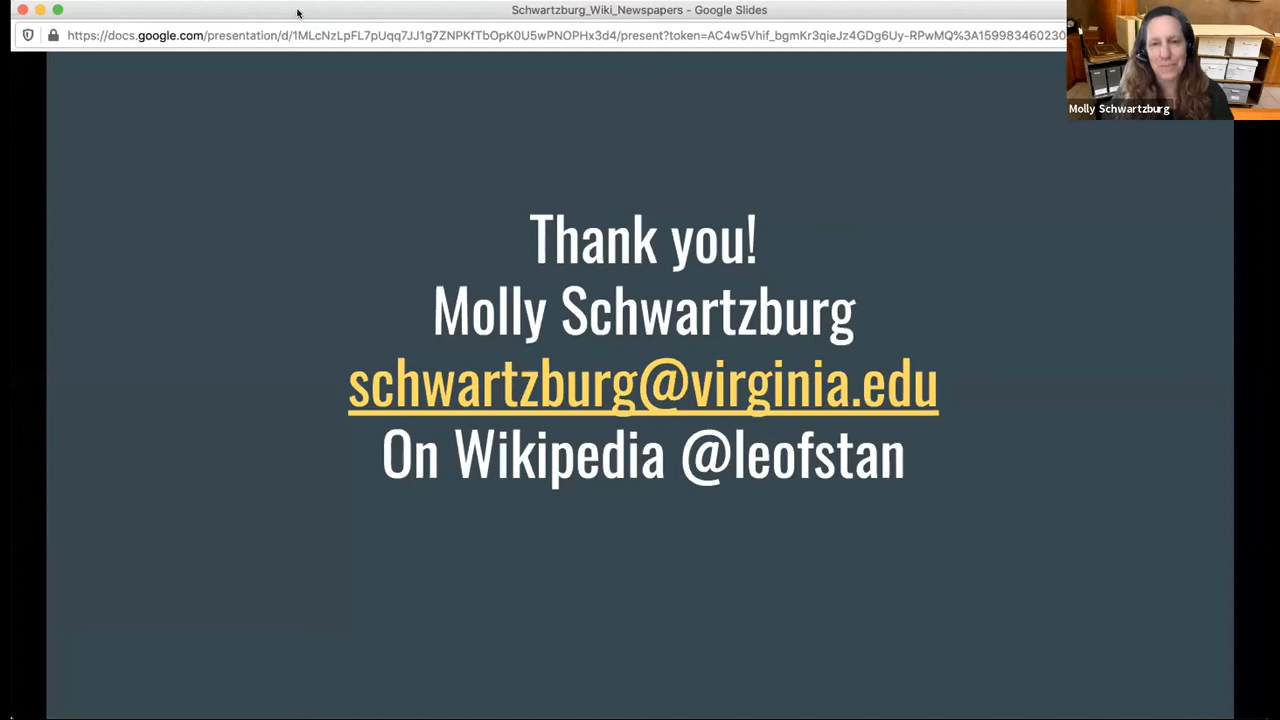 Schwartzburg_Wiki_Newspapers - Google Slides
https://docs.google.com/presentation/d/1MLcNzLpFL7pUqq7JJ1g7ZNPKfTbOpK0U5wPNOPHx3d4/present?token=AC4w5Vhif_bgmKr3qieJz4GDg6Uy-RPwMQ%3A1599834602300
Molly Schwartzburg
Thank you!
Molly Schwartzburg
schwartzburg@virginia.edu
On Wikipedia @leofstan